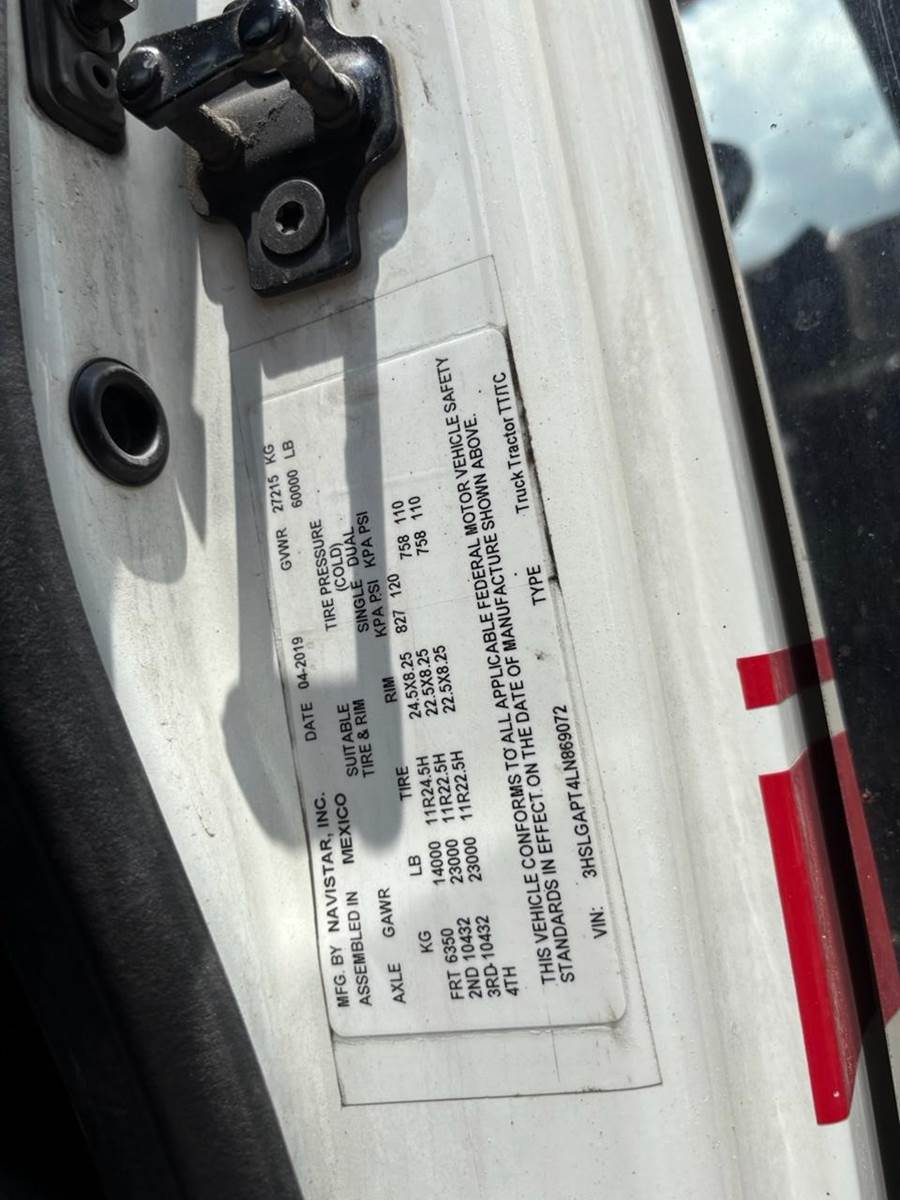 MFG. BY NAVISTAR, INC. DATE 04-2019 GVWR 27215 KG
ASSEMBLED IN MEXICO 60000 LB
SUITABLE TIRE PRESSURE
TIRE & RIM (COLD)
AXLE GAWR SINGLE DUAL
KG LB TIRE RIM KPA PSI KPA PSI
FRT 6350 14000 11R24.5H 24.5X8.25 827 120
2ND 10432 23000 11R22.5H 22.5X8.25 758 110
3RD 10432 23000 11R22.5H 22.5X8.25 758 110
4TH
THIS VEHICLE CONFORMS TO ALL APPLICABLE FEDERAL MOTOR VEHICLE SAFETY
STANDARDS IN EFFECT ON THE DATE OF MANUFACTURE SHOWN ABOVE.
VIN: 3HSLGAPT4LN869072 TYPE Truck Tractor TT/TC